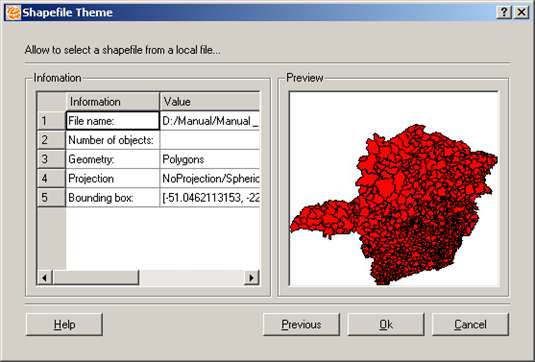 Shapefile Theme
Allow to select a shapefile from a local file...
Infomation
Preview
Information Value
1 File name: D:/Manual/Manual_
2 Number of objects:
3 Geometry: Polygons
4 Projection NoProjection/Spheric
5 Bounding box: [-51.0462113153, -22
Help
Previous
Ok
Cancel